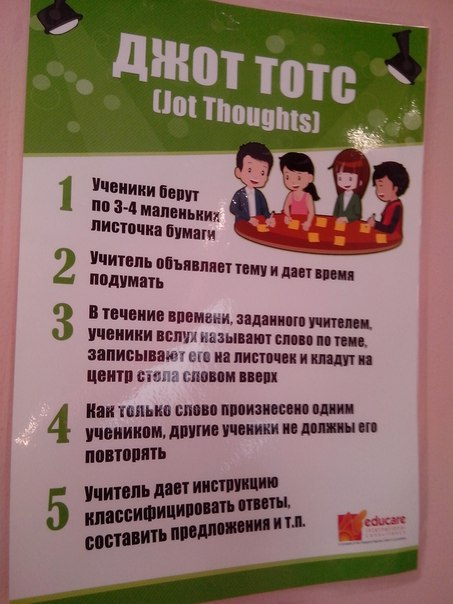 ДЖОТ ТОТС
(Jot Thoughts)
1 Ученики берут
по 3-4 маленьких
листочка бумаги
2 Учитель объявляет тему и дает время
подумать
3 В течение времени, заданного учителем,
ученики вслух называют слово по теме,
записывают его на листочек и кладут на
центр стола словом вверх
4 Как только слово произнесено одним
учеником, другие ученики не должны его
повторять
5 Учитель дает инструкцию
классифицировать ответы,
составить предложения и т.п.
educare